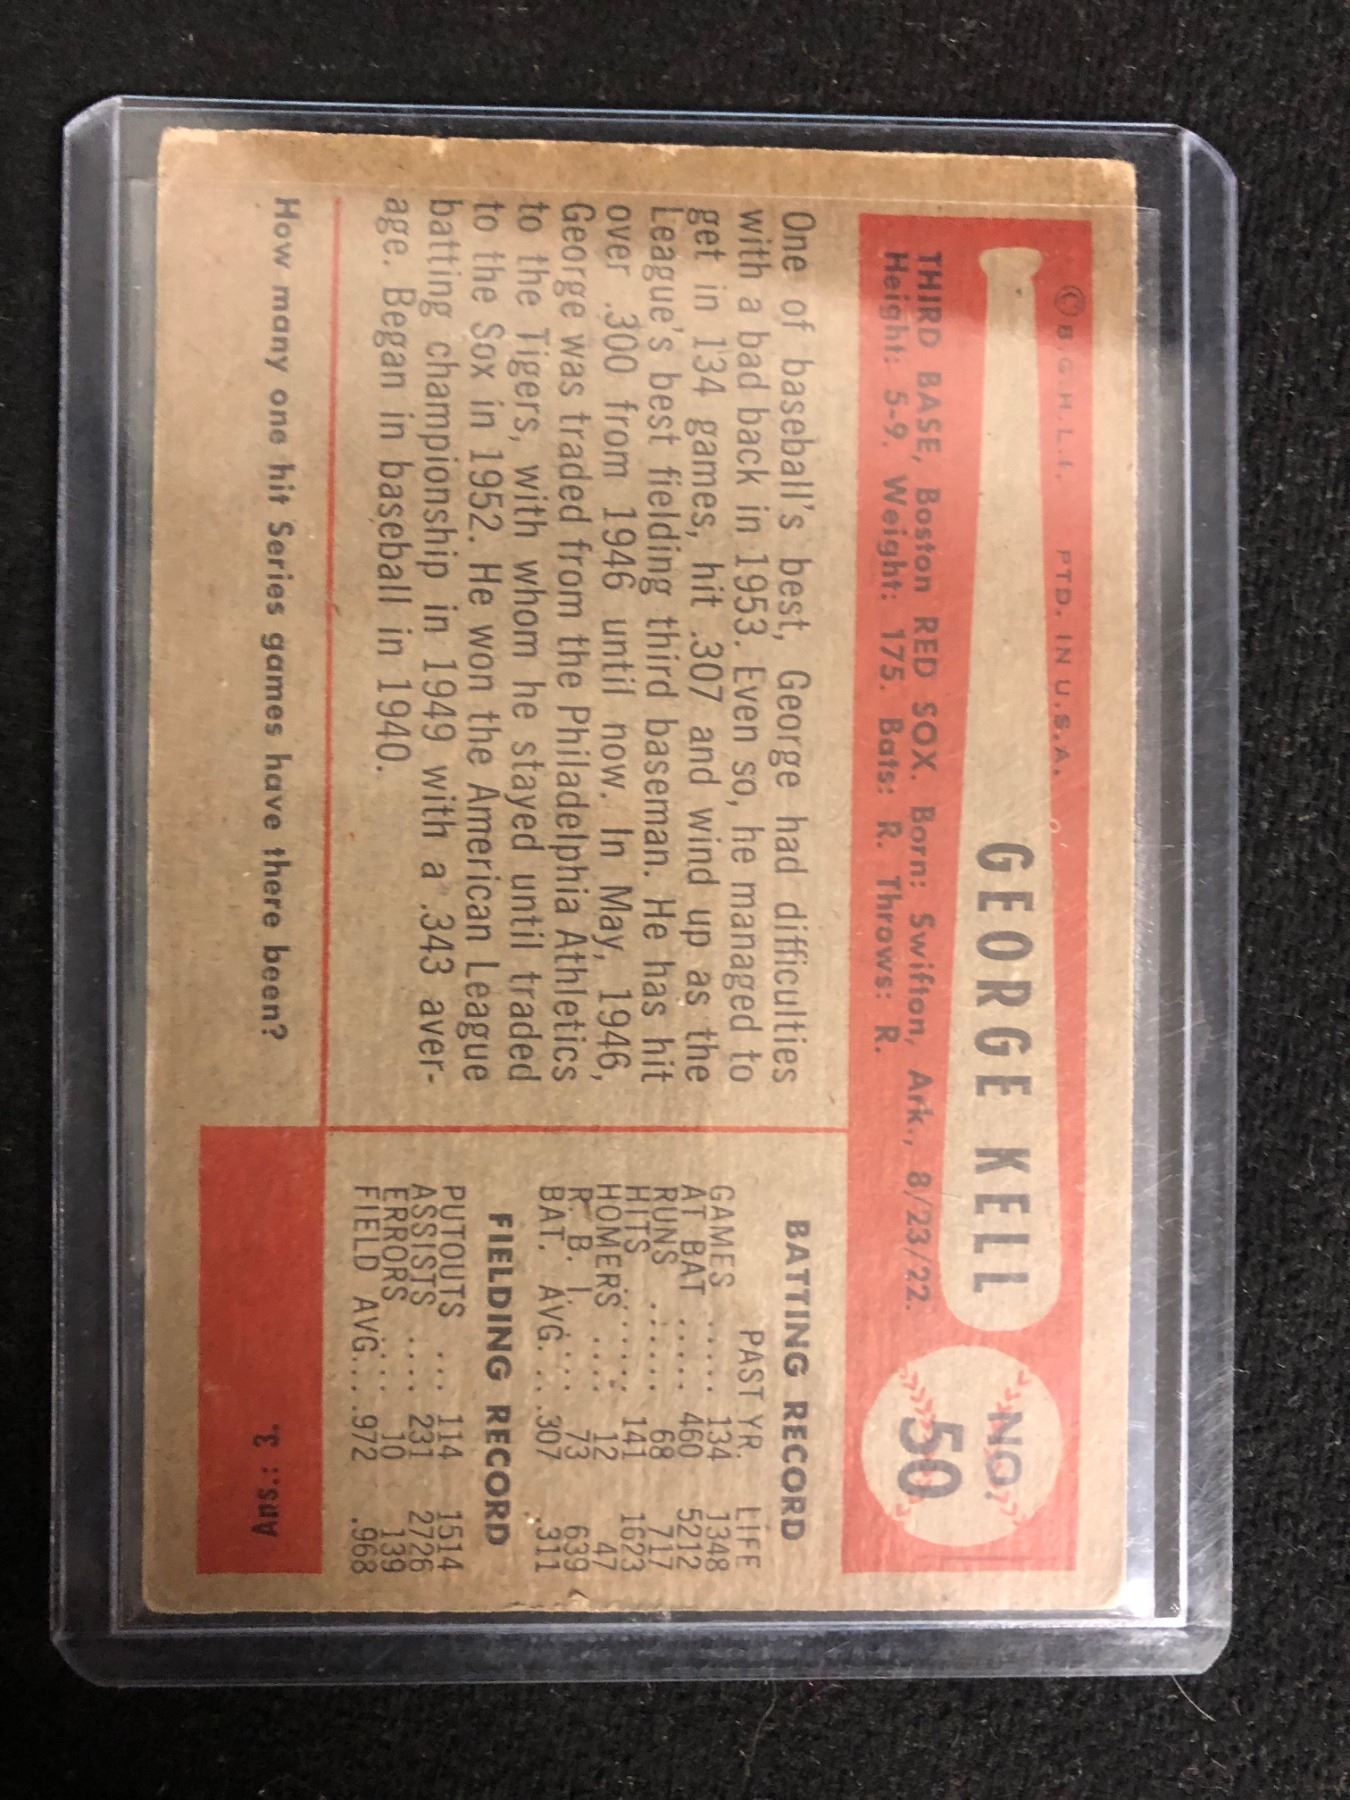 © B.G.H.L.I. PTD. IN U.S.A.
GEORGE KELL
NO.
50
THIRD BASE, Boston RED SOX. Born: Swifton, Ark., 8/23/22.
Height: 5-9. Weight: 175. Bats: R. Throws: R.
One of baseball's best, George had difficulties
with a bad back in 1953. Even so, he managed to
get in 134 games, hit .307 and wind up as the
League's best fielding third baseman. He has hit
over .300 from 1946 until now. In May, 1946,
George was traded from the Philadelphia Athletics
to the Tigers, with whom he stayed until traded
to the Sox in 1952. He won the American League
batting championship in 1949 with a .343 aver-
age. Began in baseball in 1940.
BATTING RECORD
PAST YR. LIFE
GAMES ..... 134 1348
AT BAT ..... 460 5212
RUNS ...... 68 717
HITS ...... 141 1623
HOMERS .... 12 47
R. B. I. ... 73 639
BAT. AVG. .. .307 .311
FIELDING RECORD
PUTOUTS ... 114 1514
ASSISTS .... 231 2726
ERRORS .... 10 139
FIELD AVG... .972 .968
How many one hit Series games have there been?
Ans.: 3.